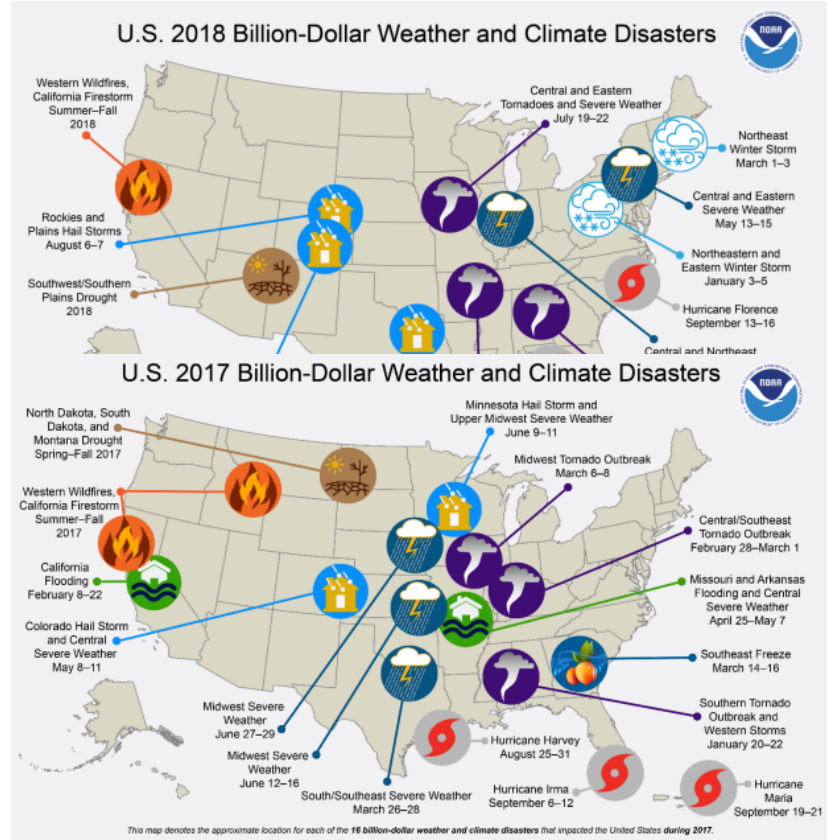 U.S. 2018 Billion-Dollar Weather and Climate Disasters
NOAA
Western Wildfires,
California Firestorm
Summer–Fall
2018
Central and Eastern
Tornadoes and Severe Weather
July 19–22
Northeast
Winter Storm
March 1–3
Rockies and
Plains Hail Storms
August 6–7
Central and Eastern
Severe Weather
May 13–15
Southwest/Southern
Plains Drought
2018
Northeastern and
Eastern Winter Storm
January 3–5
Hurricane Florence
September 13–16
Central and Northeast
U.S. 2017 Billion-Dollar Weather and Climate Disasters
NOAA
North Dakota, South
Dakota, and
Montana Drought
Spring–Fall 2017
Minnesota Hail Storm and
Upper Midwest Severe Weather
June 9–11
Midwest Tornado Outbreak
March 6–8
Western Wildfires,
California Firestorm
Summer–Fall
2017
Central/Southeast
Tornado Outbreak
February 28–March 1
California
Flooding
February 8–22
Missouri and Arkansas
Flooding and Central
Severe Weather
April 25–May 7
Colorado Hail Storm
and Central
Severe Weather
May 8–11
Southeast Freeze
March 14–16
Midwest Severe
Weather
June 27–29
Southern Tornado
Outbreak and
Western Storms
January 20–22
Midwest Severe
Weather
June 12–16
Hurricane Harvey
August 25–31
South/Southeast Severe Weather
March 26–28
Hurricane Irma
September 6–12
Hurricane
Maria
September 19–21
This map denotes the approximate location for each of the 16 billion-dollar weather and climate disasters that impacted the United States during 2017.